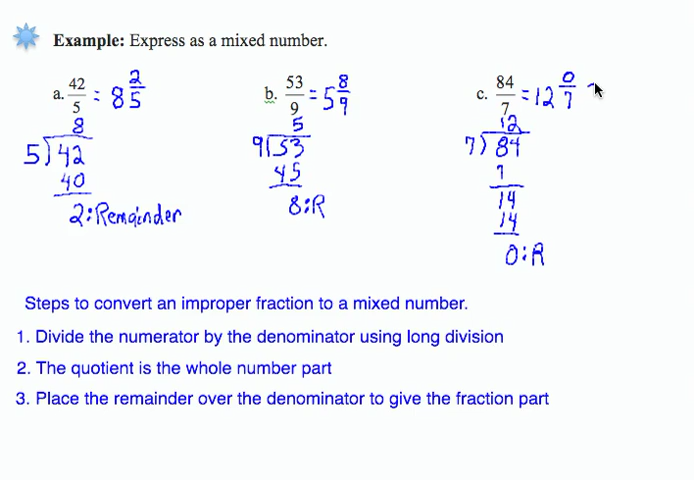 Example: Express as a mixed number.
a. 42/5 = 8 2/5
8
5)42
40
2:Remainder
b. 53/9 = 5 8/9
5
9)53
45
8:R
c. 84/7 = 12 0/7
12
7)84
7
14
14
0:R
Steps to convert an improper fraction to a mixed number.
1. Divide the numerator by the denominator using long division
2. The quotient is the whole number part
3. Place the remainder over the denominator to give the fraction part